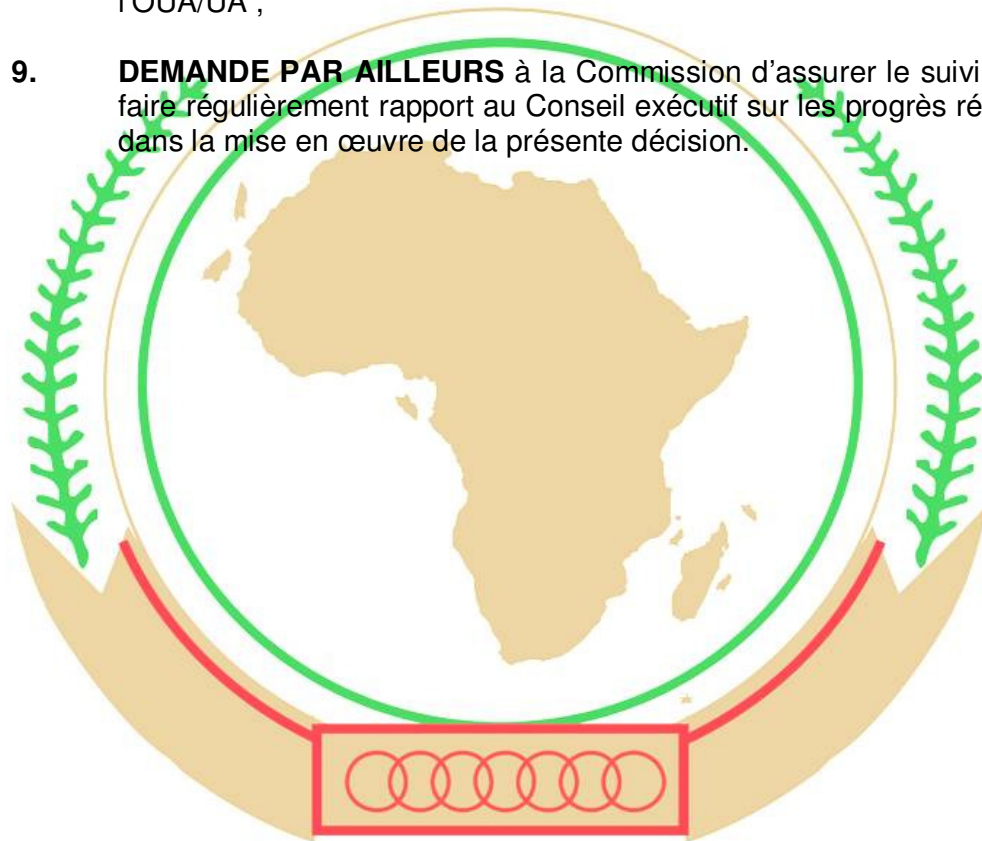 l'OUA/UA ;
9. DEMANDE PAR AILLEURS à la Commission d'assurer le suivi
faire régulièrement rapport au Conseil exécutif sur les progrès ré
dans la mise en œuvre de la présente décision.